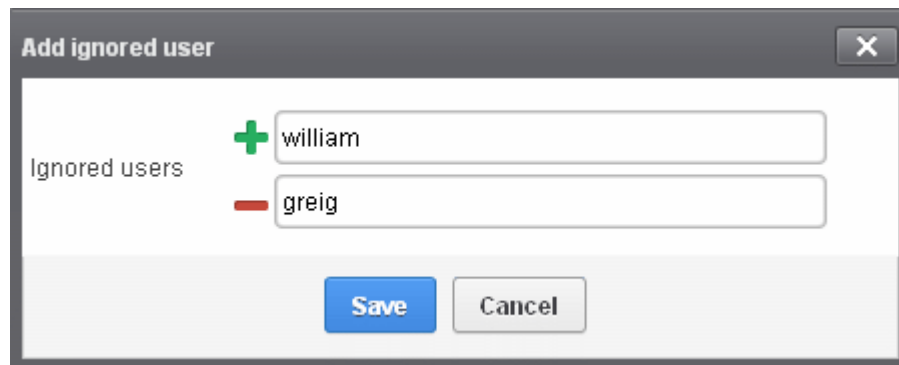 Add ignored user
Ignored users
william
greig
Save Cancel